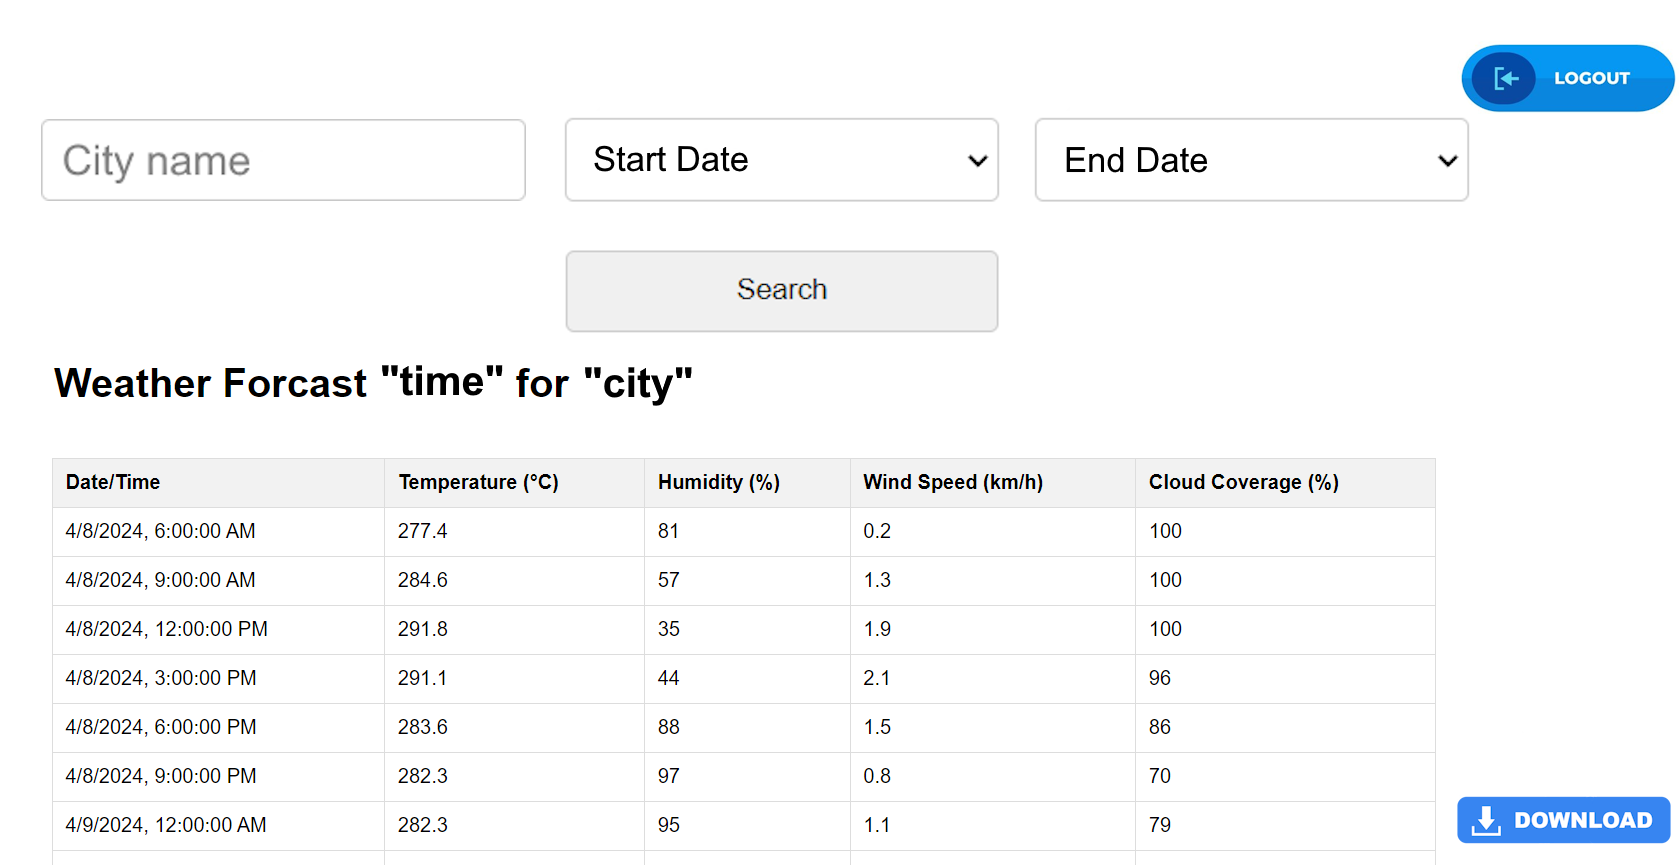 LOGOUT
City name
Start Date
End Date
Search
Weather Forcast "time" for "city"
Date/Time Temperature (°C) Humidity (%) Wind Speed (km/h) Cloud Coverage (%)
4/8/2024, 6:00:00 AM 277.4 81 0.2 100
4/8/2024, 9:00:00 AM 284.6 57 1.3 100
4/8/2024, 12:00:00 PM 291.8 35 1.9 100
4/8/2024, 3:00:00 PM 291.1 44 2.1 96
4/8/2024, 6:00:00 PM 283.6 88 1.5 86
4/8/2024, 9:00:00 PM 282.3 97 0.8 70
4/9/2024, 12:00:00 AM 282.3 95 1.1 79
DOWNLOAD